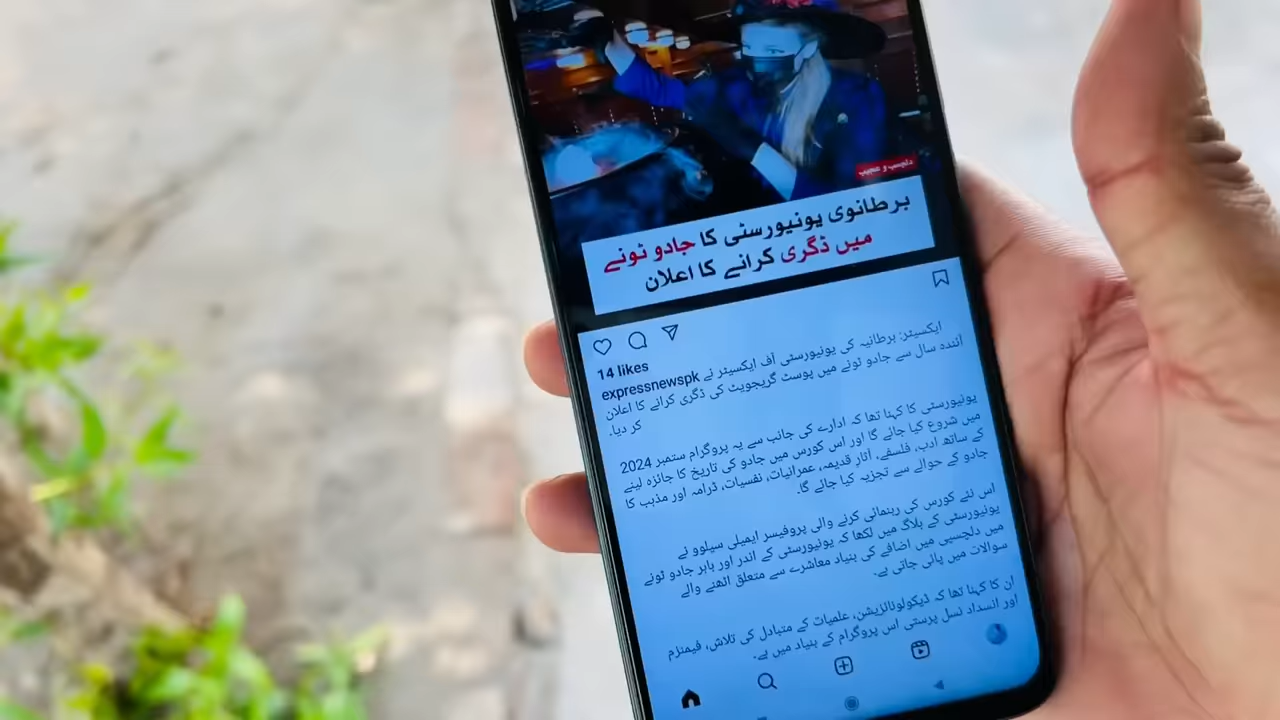 دلچسپ و عجیب
برطانوی یونیورسٹی کا جادو ٹونے
میں ڈگری کرانے کا اعلان
14 likes
expressnewspk ایکسیٹر: برطانیہ کی یونیورسٹی آف ایکسیٹر نے
آئندہ سال سے جادو ٹونے میں پوسٹ گریجویٹ کی ڈگری کرانے کا اعلان
کر دیا۔
یونیورسٹی کا کہنا تھا کہ ادارے کی جانب سے یہ پروگرام ستمبر 2024
میں شروع کیا جائے گا اور اس کورس میں جادو کی تاریخ کا جائزہ لینے
کے ساتھ ادب، فلسفے، آثارِ قدیمہ، عمرانیات، نفسیات، ڈرامہ اور مذہب کا
جادو کے حوالے سے تجزیہ کیا جائے گا۔
اس نئے کورس کی رہنمائی کرنے والی پروفیسر ایمیلی سیلوو نے
یونیورسٹی کے بلاگ میں لکھا کہ یونیورسٹی کے اندر اور باہر جادو ٹونے
میں دلچسپی میں اضافے کی بنیاد معاشرے سے متعلق اٹھنے والے
سوالات میں پائی جاتی ہے۔
ان کا کہنا تھا کہ ڈیکولونائزیشن، علمیات کے متبادل کی تلاش، فیمنزم
اور انسداد نسل پرستی اس پروگرام کے بنیاد میں ہے۔